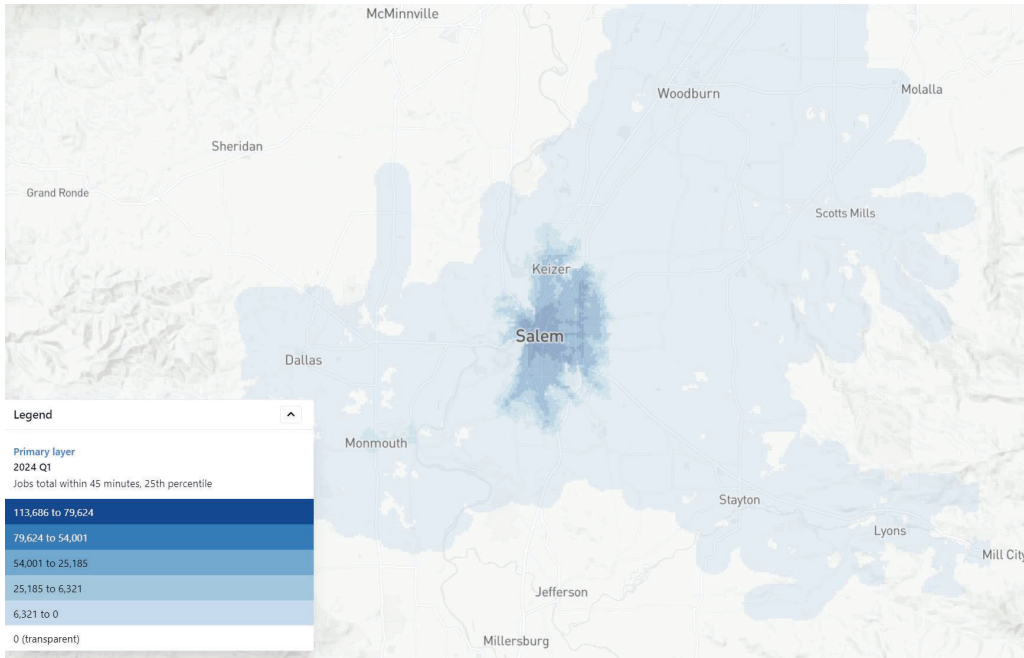 McMinnville
Woodburn
Molalla
Sheridan
Grand Ronde
Scotts Mills
Keizer
Salem
Dallas
Monmouth
Stayton
Lyons
Mill City
Jefferson
Millersburg
Legend
Primary layer
2024 Q1
Jobs total within 45 minutes, 25th percentile
113,686 to 79,624
79,624 to 54,001
54,001 to 25,185
25,185 to 6,321
6,321 to 0
0 (transparent)